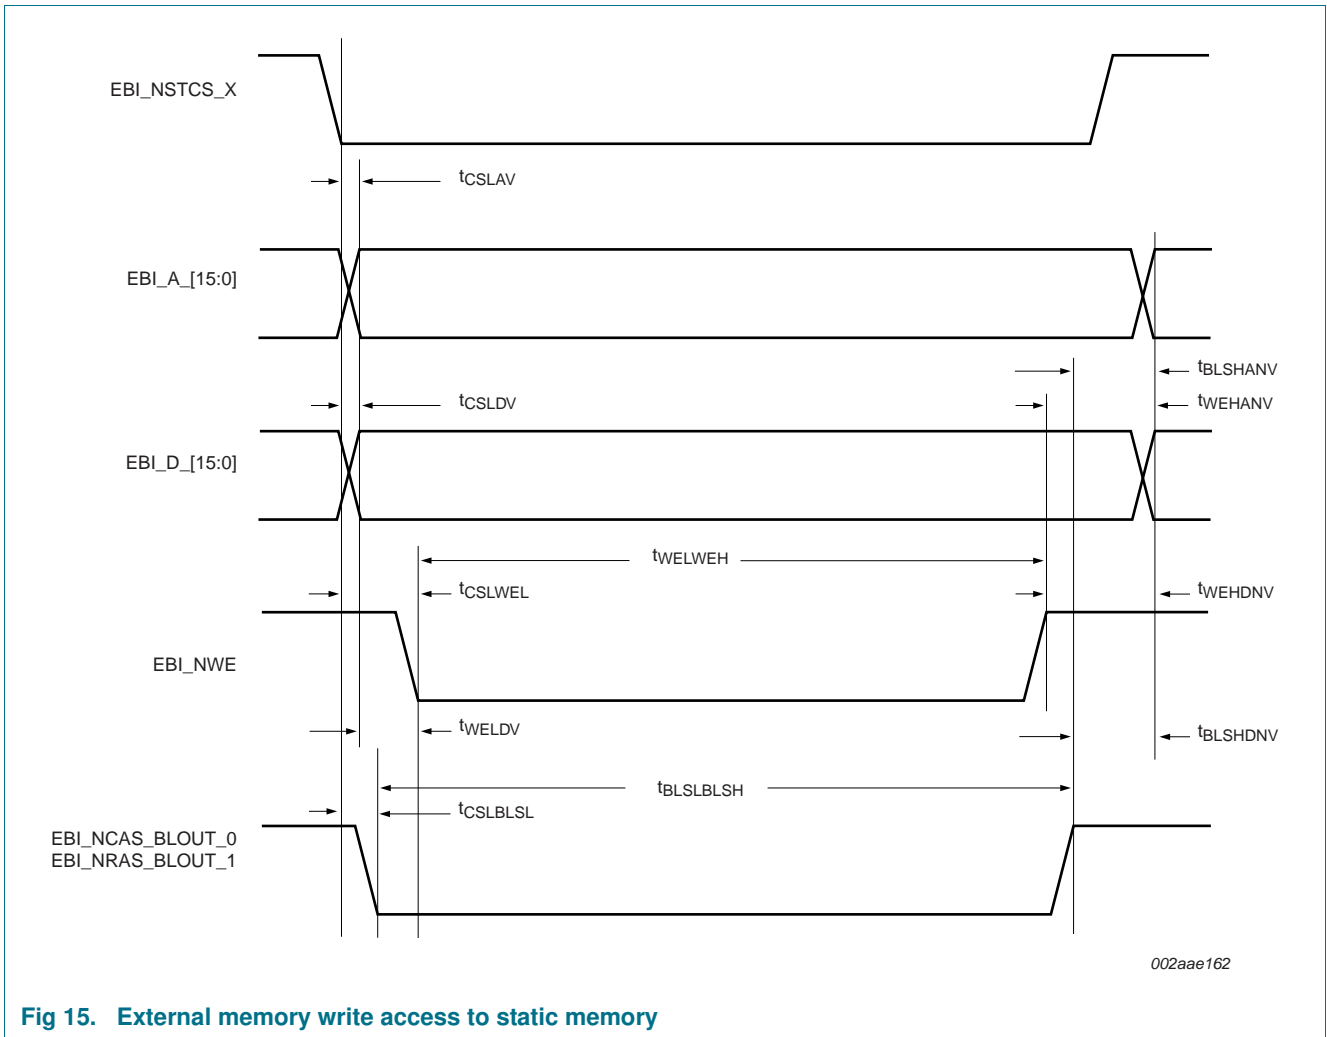 EBI_NSTCS_X
tCSLAV
EBI_A_[15:0]
tBLSHANV
tCSLDV
tWEHANV
EBI_D_[15:0]
tWELWEH
tCSLWEL
tWEHDNV
EBI_NWE
tWELDV
tBLSHDNV
tBLSLBLSH
tCSLBLSL
EBI_NCAS_BLOUT_0
EBI_NRAS_BLOUT_1
002aae162
Fig 15. External memory write access to static memory